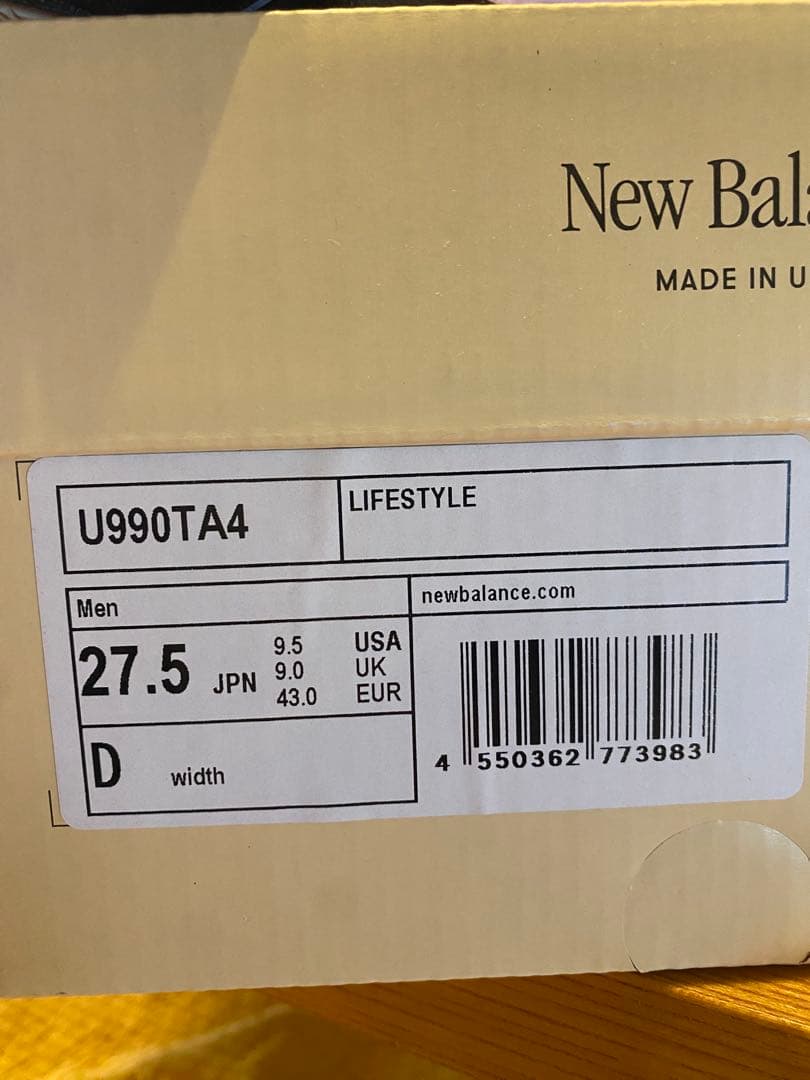 New Bal
MADE IN U
U990TA4
LIFESTYLE
Men
newbalance.com
27.5 JPN
9.5 USA
9.0 UK
43.0 EUR
D width
4 550362 773983